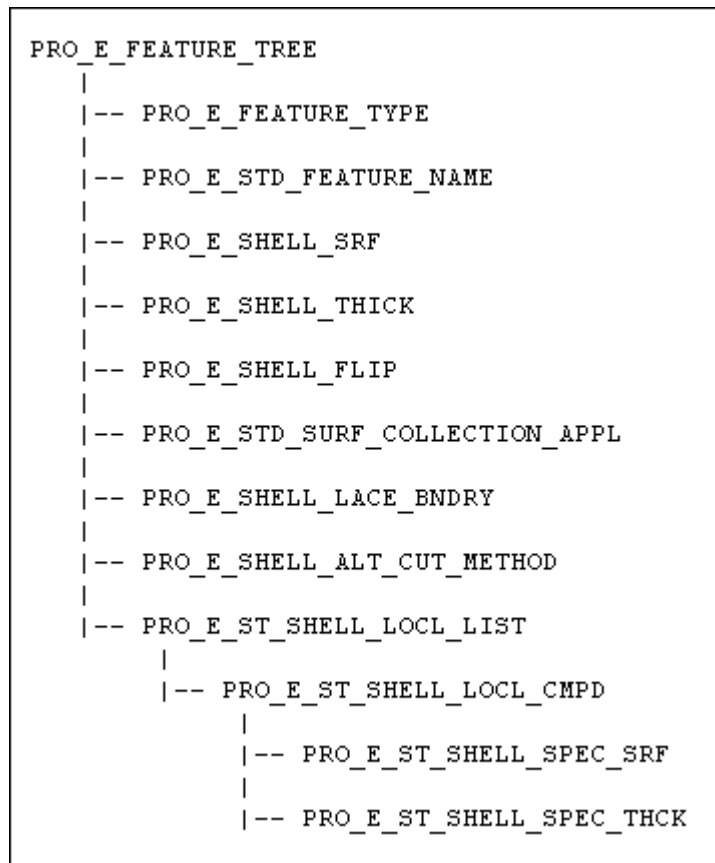 PRO_E_FEATURE_TREE
|
|-- PRO_E_FEATURE_TYPE
|
|-- PRO_E_STD_FEATURE_NAME
|
|-- PRO_E_SHELL_SRF
|
|-- PRO_E_SHELL_THICK
|
|-- PRO_E_SHELL_FLIP
|
|-- PRO_E_STD_SURF_COLLECTION_APPL
|
|-- PRO_E_SHELL_LACE_BNDRY
|
|-- PRO_E_SHELL_ALT_CUT_METHOD
|
|-- PRO_E_ST_SHELL_LOCL_LIST
|
|-- PRO_E_ST_SHELL_LOCL_CMPD
|
|-- PRO_E_ST_SHELL_SPEC_SRF
|
|-- PRO_E_ST_SHELL_SPEC_THCK